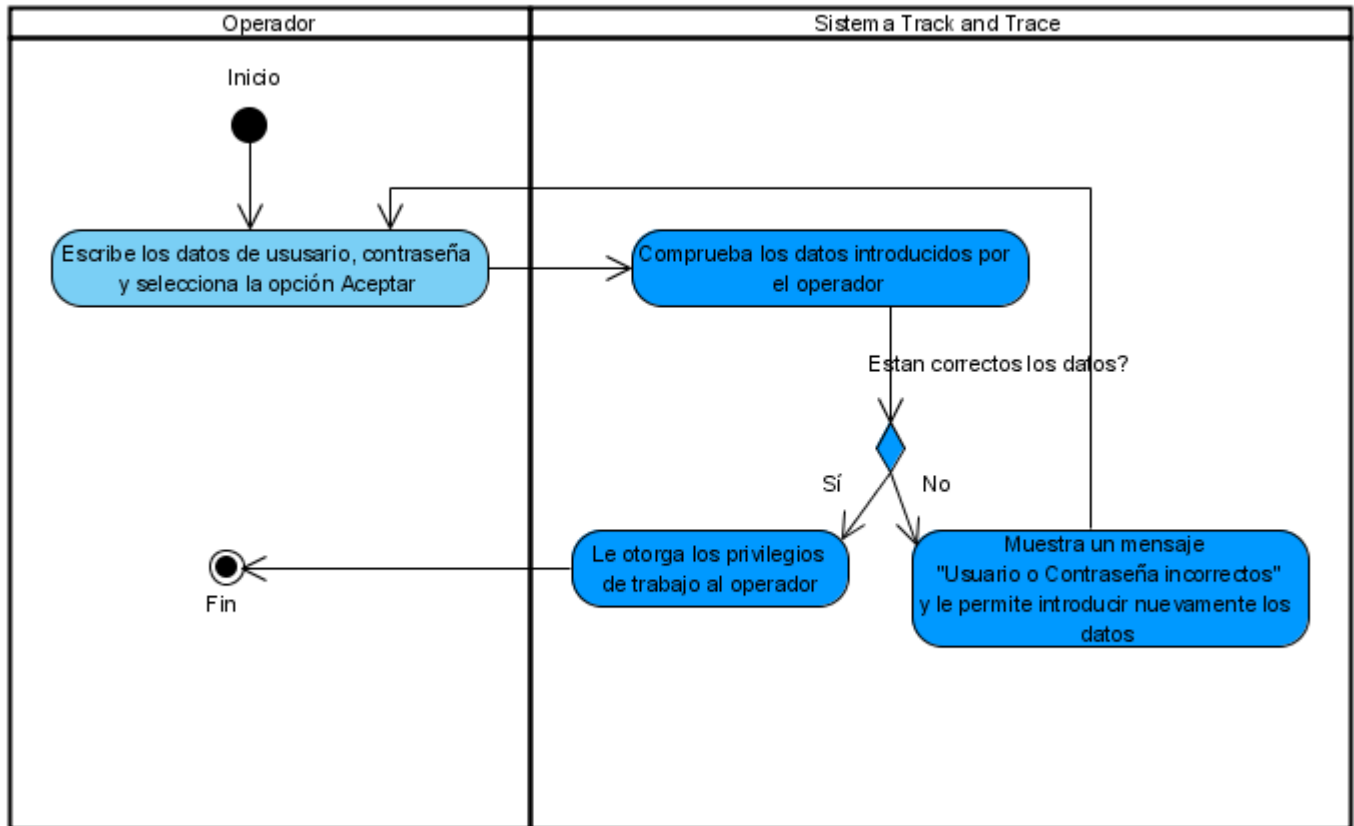 Operador
Sistema Track and Trace
Inicio
Escribe los datos de ususario, contraseña
y selecciona la opción Aceptar
Comprueba los datos introducidos por
el operador
Estan correctos los datos?
Sí
No
Le otorga los privilegios
de trabajo al operador
Muestra un mensaje
"Usuario o Contraseña incorrectos"
y le permite introducir nuevamente los
datos
Fin